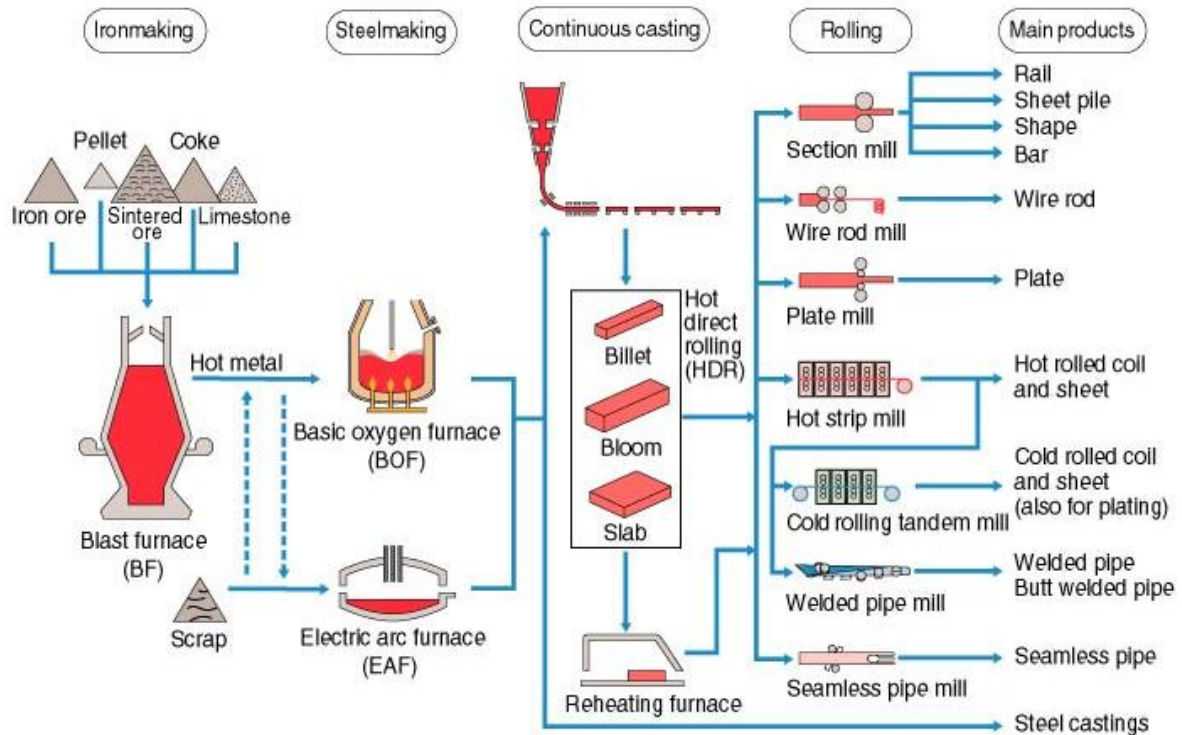 Ironmaking
Steelmaking
Continuous casting
Rolling
Main products
Pellet
Coke
Iron ore
Sintered
ore
Limestone
Hot metal
Blast furnace
(BF)
Scrap
Basic oxygen furnace
(BOF)
Electric arc furnace
(EAF)
Billet
Bloom
Slab
Hot
direct
rolling
(HDR)
Reheating furnace
Section mill
Wire rod mill
Plate mill
Hot strip mill
Cold rolling tandem mill
Welded pipe mill
Seamless pipe mill
Rail
Sheet pile
Shape
Bar
Wire rod
Plate
Hot rolled coil
and sheet
Cold rolled coil
and sheet
(also for plating)
Welded pipe
Butt welded pipe
Seamless pipe
Steel castings